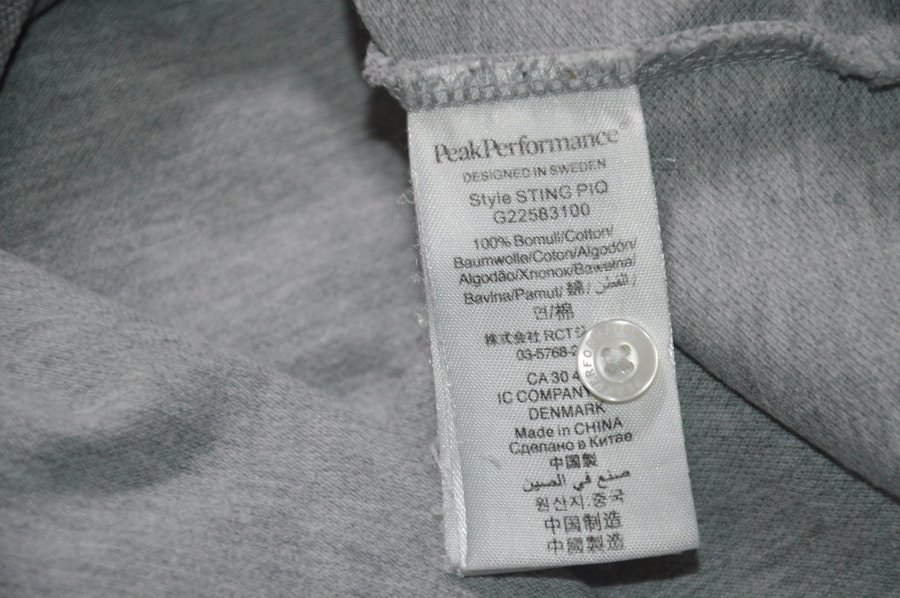 PeakPerformance
DESIGNED IN SWEDEN
Style STING PIQ
G22583100
100% Bomull/Cotton/
Baumwolle/Coton/Algodón/
Algodão/Хлопок/Bawełna/
Bavlna/Pamut/ 綿 / القطن /
면/棉
株式会社 RCT
03-5768-2
CA 30 4
IC COMPANY
DENMARK
Made in CHINA
Сделано в Китае
中国製
صنع في الصين
원산지:중국
中国制造
中國製造